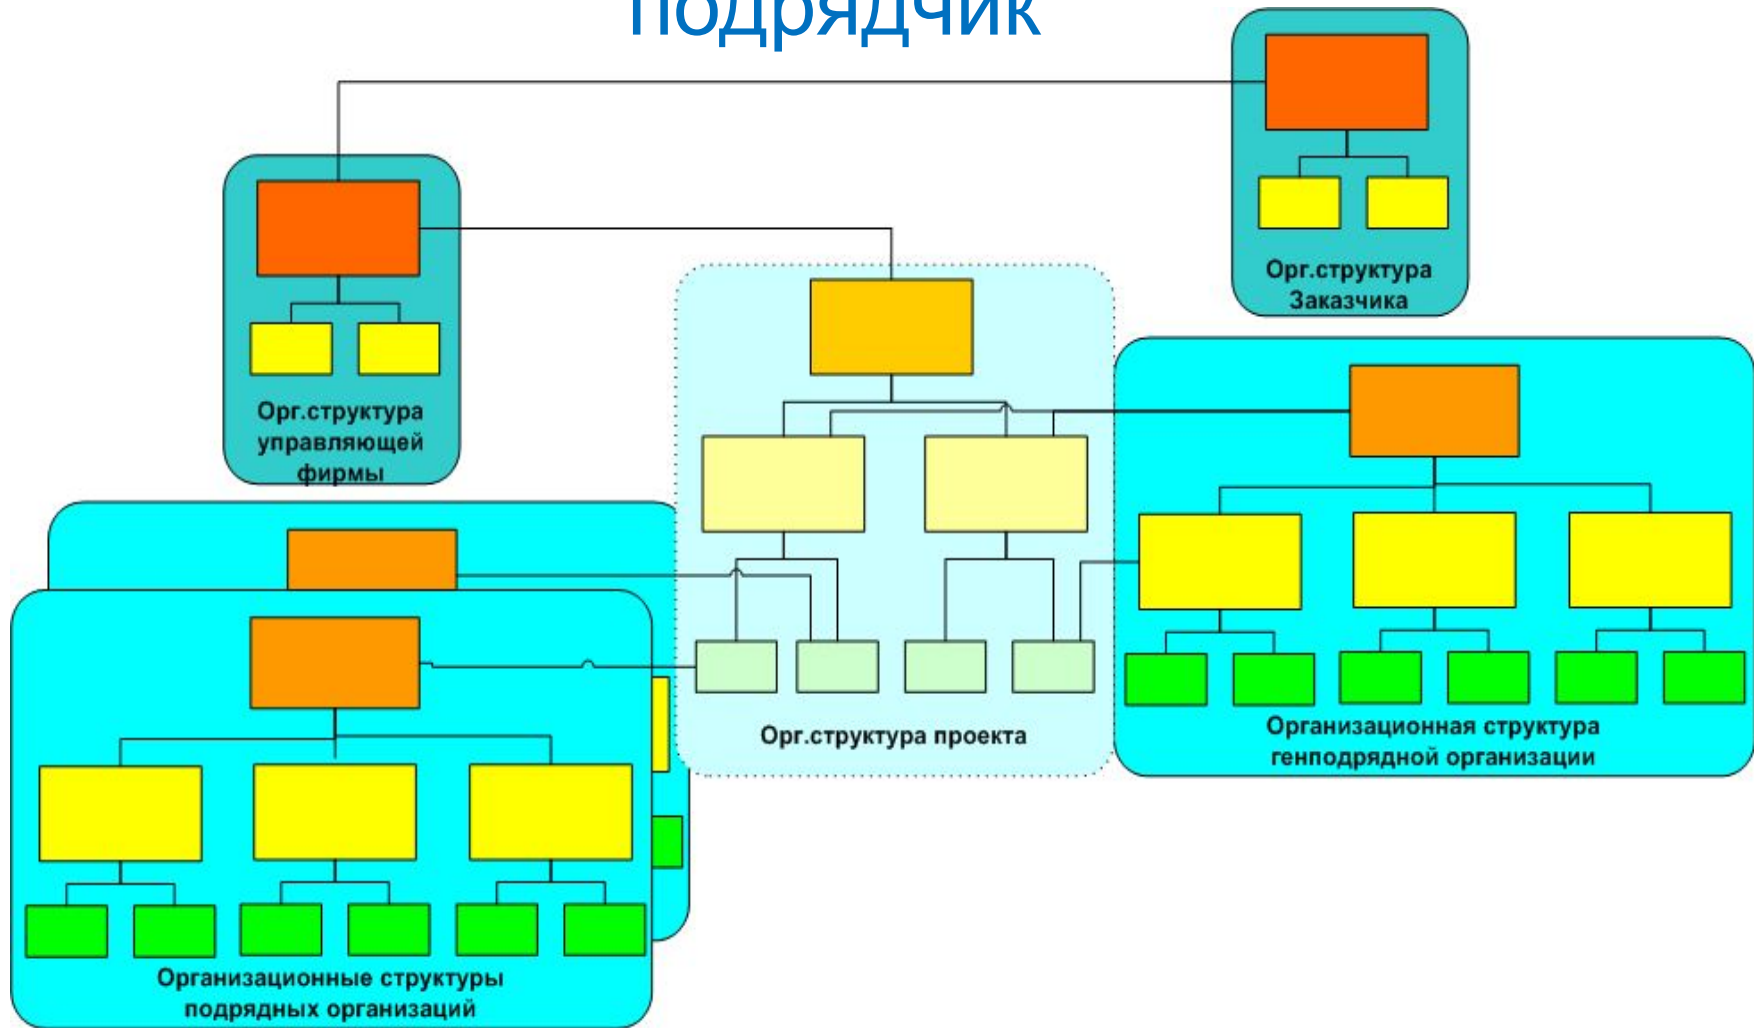 подрядчик
Орг.структура
Заказчика
Орг.структура
управляющей
фирмы
Орг.структура проекта
Организационная структура
генподрядной организации
Организационные структуры
подрядных организаций